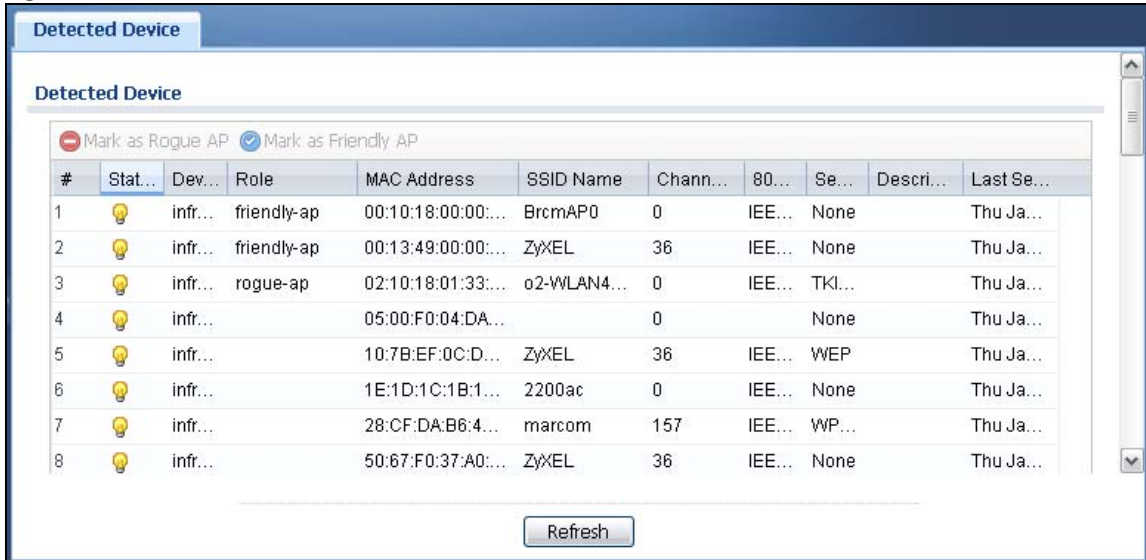 Detected Device
Detected Device
Mark as Rogue AP Mark as Friendly AP
# Stat... Dev... Role MAC Address SSID Name Chann... 80... Se... Descri... Last Se...
1 infr... friendly-ap 00:10:18:00:00:... BrcmAP0 0 IEE... None Thu Ja...
2 infr... friendly-ap 00:13:49:00:00:... ZyXEL 36 IEE... None Thu Ja...
3 infr... rogue-ap 02:10:18:01:33:... o2-WLAN4... 0 IEE... TKI... Thu Ja...
4 infr... 05:00:F0:04:DA... 0 None Thu Ja...
5 infr... 10:7B:EF:0C:D... ZyXEL 36 IEE... WEP Thu Ja...
6 infr... 1E:1D:1C:1B:1... 2200ac 0 IEE... None Thu Ja...
7 infr... 28:CF:DA:B6:4... marcom 157 IEE... WP... Thu Ja...
8 infr... 50:67:F0:37:A0:... ZyXEL 36 IEE... None Thu Ja...
Refresh